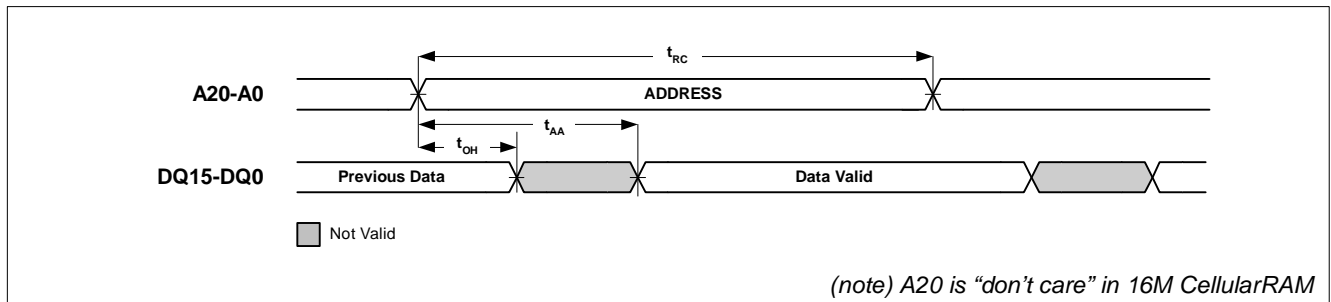 tRC
A20-A0
ADDRESS
tAA
tOH
DQ15-DQ0
Previous Data
Data Valid
Not Valid
(note) A20 is “don’t care” in 16M CellularRAM